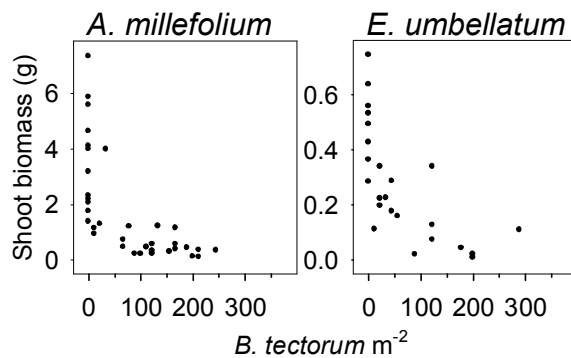 A. millefolium
E. umbellatum
Shoot biomass (g)
6
4
2
0
0.6
0.4
0.2
0.0
0 100 200 300
0 100 200 300
B. tectorum m⁻²